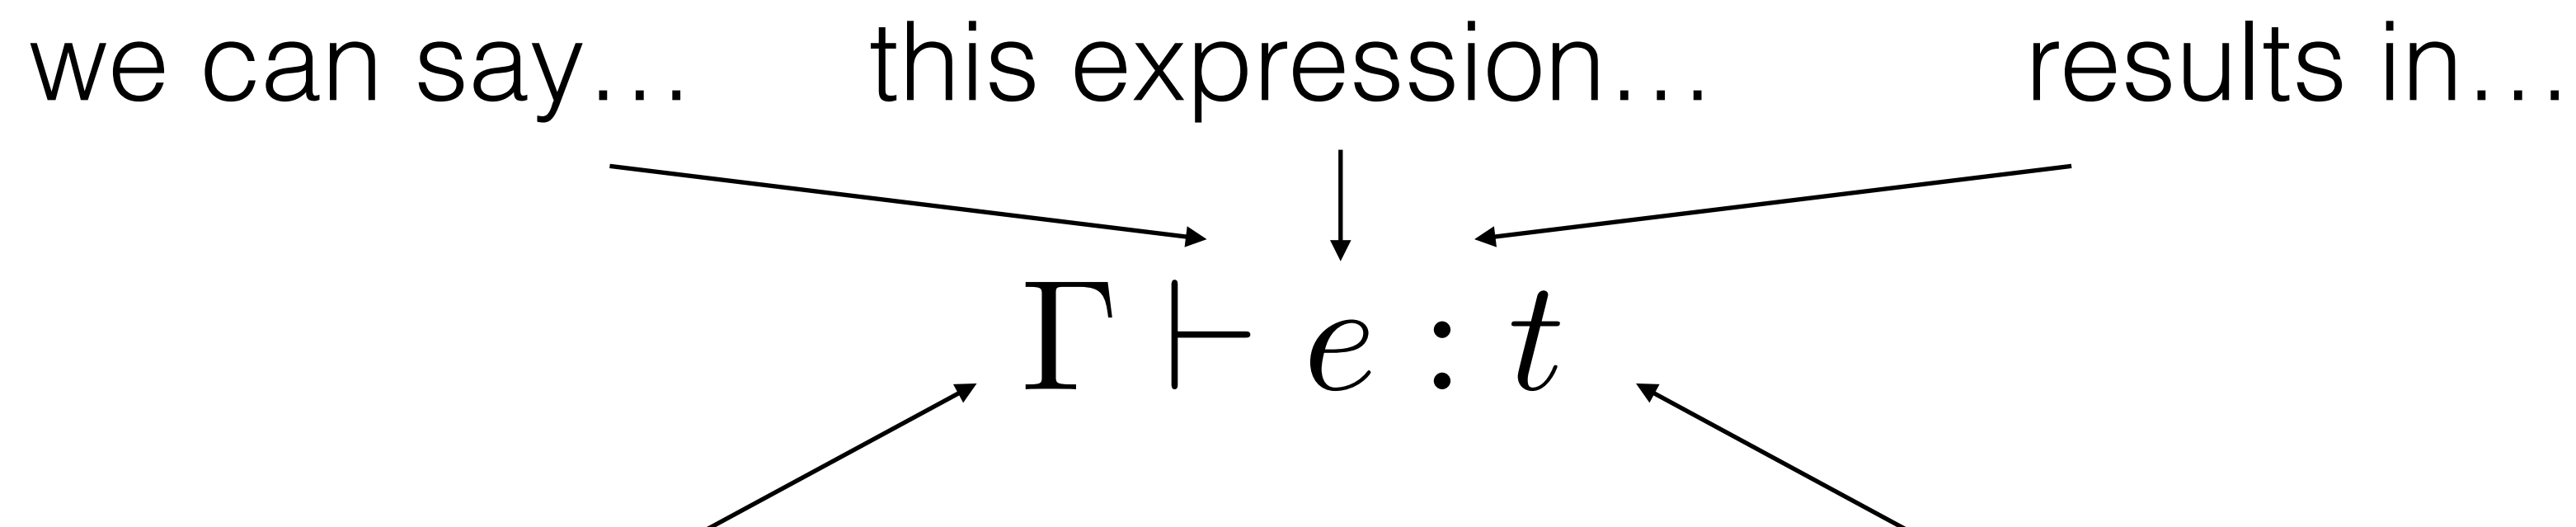 we can say… this expression… results in…
Γ ⊢ e : t